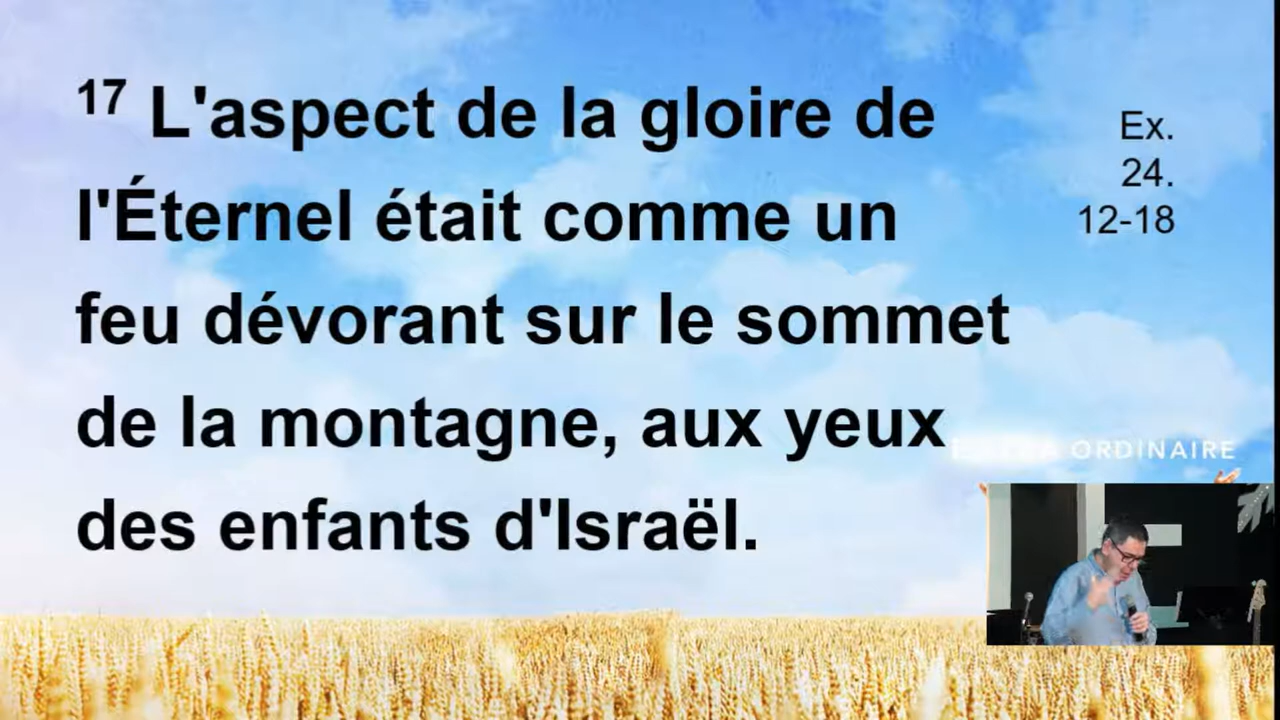 17 L'aspect de la gloire de
l'Éternel était comme un
feu dévorant sur le sommet
de la montagne, aux yeux
des enfants d'Israël.
Ex.
24.
12-18
ORDINAIRE